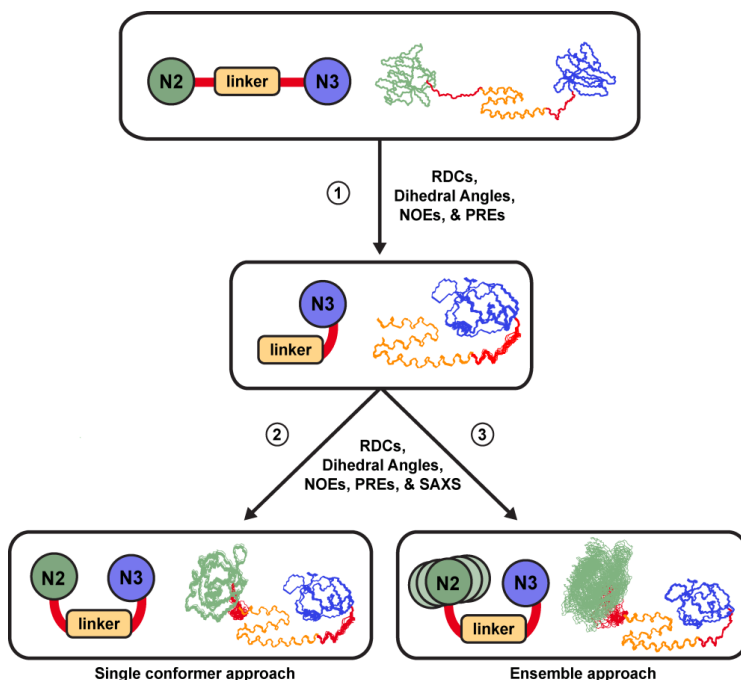 N2 linker N3
①
RDCs,
Dihedral Angles,
NOEs, & PREs
N3
linker
②
③
RDCs,
Dihedral Angles,
NOEs, PREs, & SAXS
N2 N3
linker
N2 N3
linker
Single conformer approach
Ensemble approach